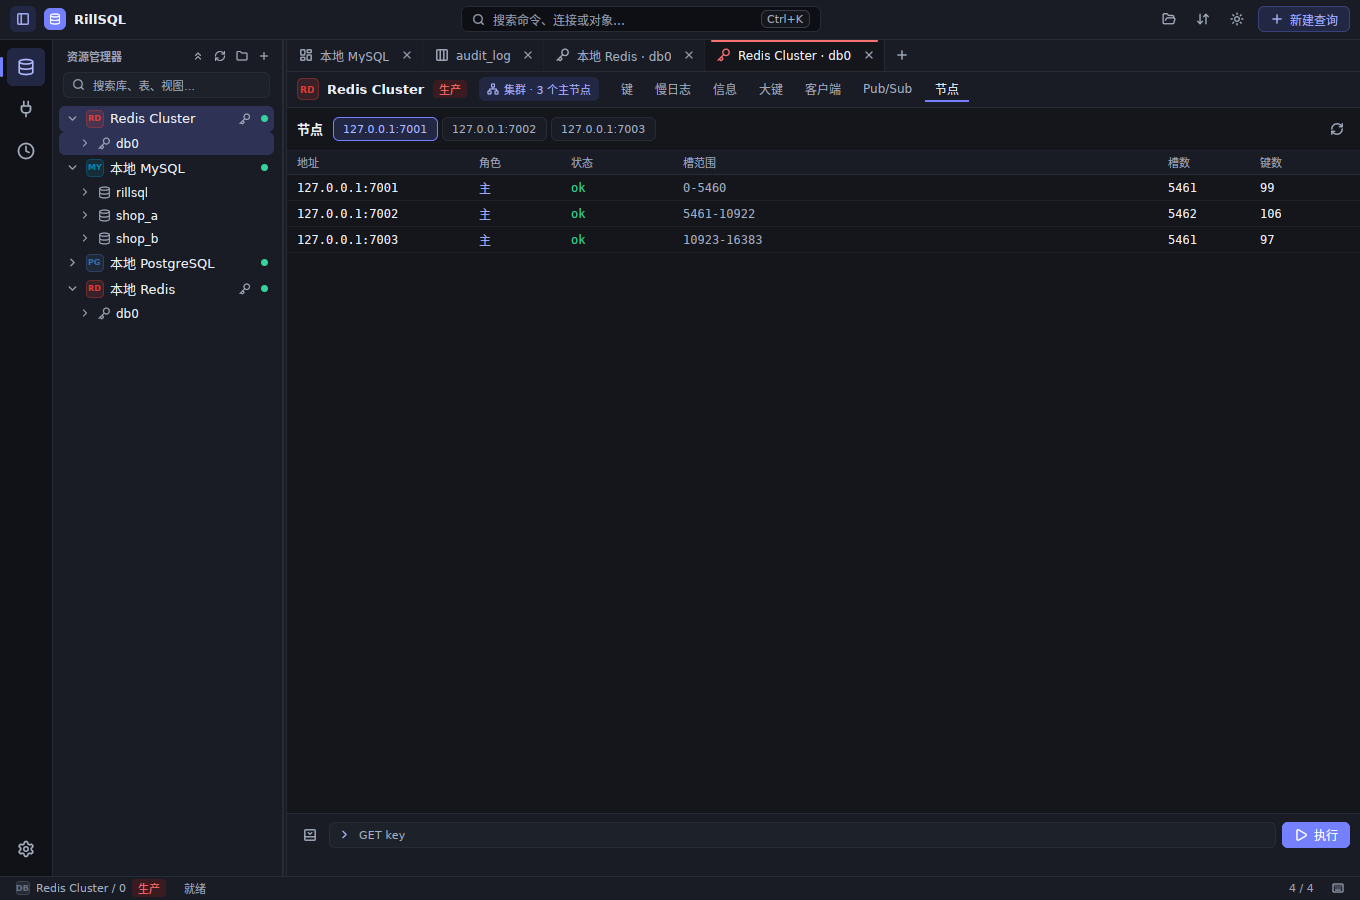 RillSQL
搜索命令、连接或对象...
Ctrl+K
新建查询
资源管理器
搜索库、表、视图...
RD Redis Cluster
db0
MY 本地 MySQL
rillsql
shop_a
shop_b
PG 本地 PostgreSQL
RD 本地 Redis
db0
本地 MySQL
audit_log
本地 Redis · db0
Redis Cluster · db0
RD Redis Cluster 生产 集群 · 3 个主节点 键 慢日志 信息 大键 客户端 Pub/Sub 节点
节点 127.0.0.1:7001 127.0.0.1:7002 127.0.0.1:7003
地址 角色 状态 槽范围 槽数 键数
127.0.0.1:7001 主 ok 0-5460 5461 99
127.0.0.1:7002 主 ok 5461-10922 5462 106
127.0.0.1:7003 主 ok 10923-16383 5461 97
GET key
执行
DB Redis Cluster / 0 生产 就绪 4 / 4